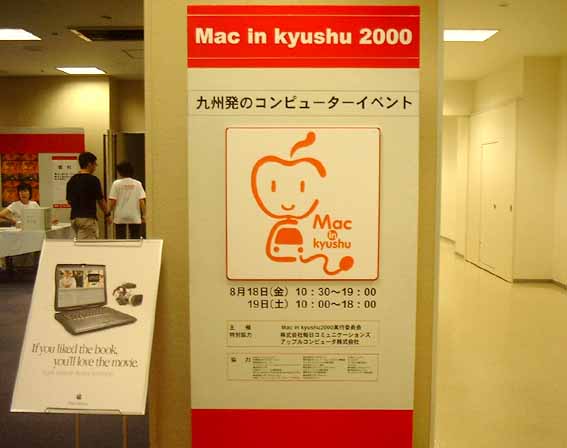 Mac in kyushu 2000
九州発のコンピューターイベント
Mac
in
kyushu
8月18日(金) 10:30～19:00
19日(土) 10:00～18:00
主 催 Mac in kyushu2000実行委員会
特別協力 株式会社毎日コミュニケーションズ
アップルコンピュータ株式会社
協 力
If you liked the book,
you'll love the movie.